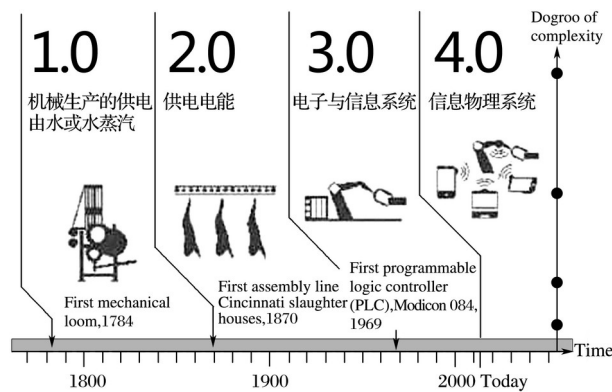 1.0
机械生产的供电
由水或水蒸汽
2.0
供电电能
3.0
电子与信息系统
4.0
信息物理系统
Dogroo of
complexity
First mechanical
loom,1784
First assembly line
Cincinnati slaughter
houses,1870
First programmable
logic controller
(PLC),Modicon 084,
1969
Time
1800
1900
2000 Today